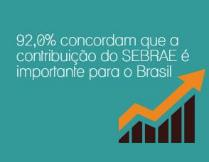 92,0% concordam que a
contribuição do SEBRAE é
importante para o Brasil